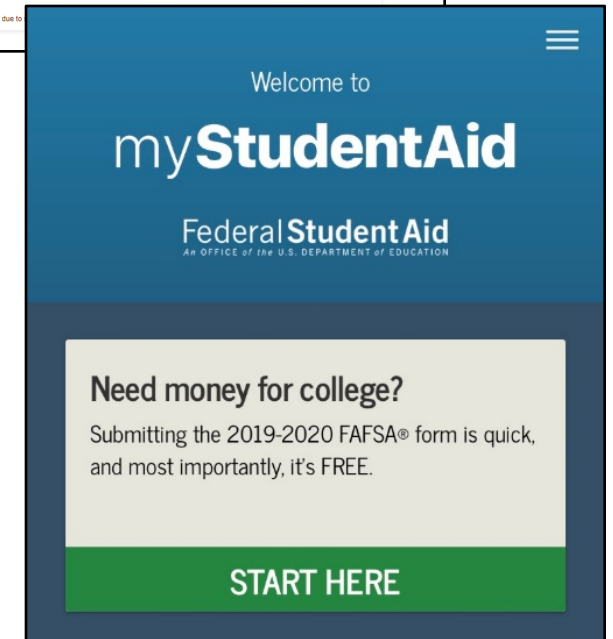 due to
Welcome to
myStudentAid
Federal Student Aid
An OFFICE of the U.S. DEPARTMENT of EDUCATION
Need money for college?
Submitting the 2019-2020 FAFSA® form is quick,
and most importantly, it's FREE.
START HERE